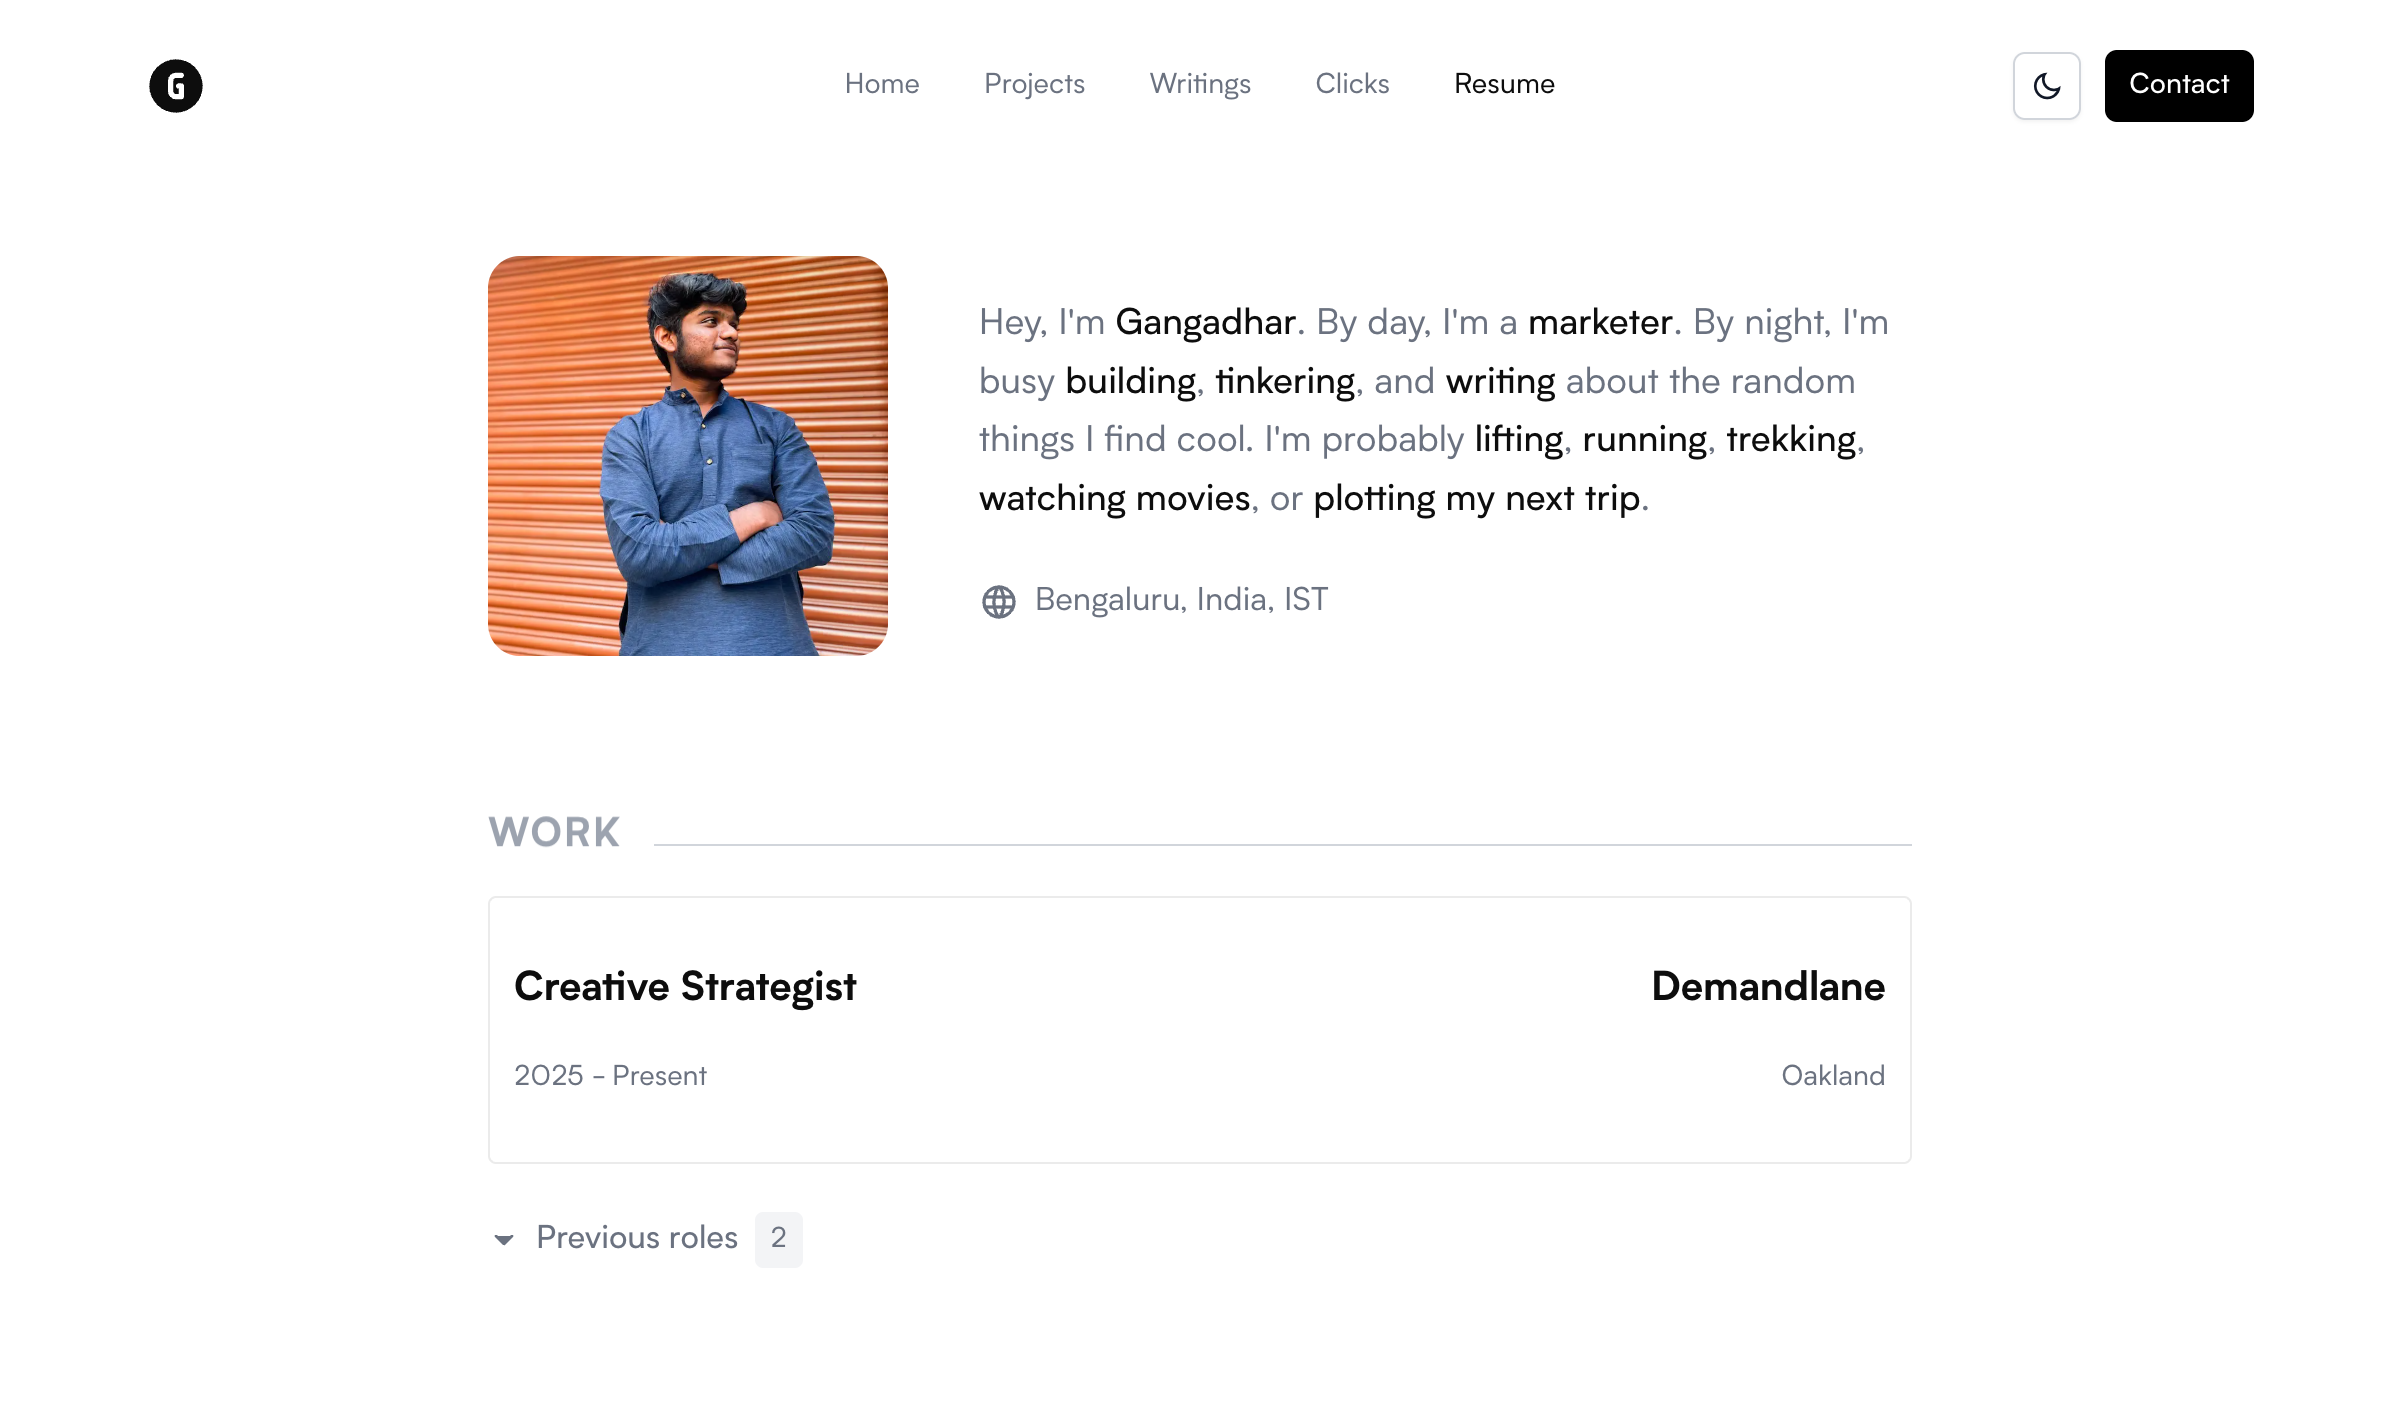 G
Home
Projects
Writings
Clicks
Resume
Contact
Hey, I'm Gangadhar. By day, I'm a marketer. By night, I'm
busy building, tinkering, and writing about the random
things I find cool. I'm probably lifting, running, trekking,
watching movies, or plotting my next trip.
Bengaluru, India, IST
WORK
Creative Strategist
Demandlane
2025 - Present
Oakland
Previous roles 2